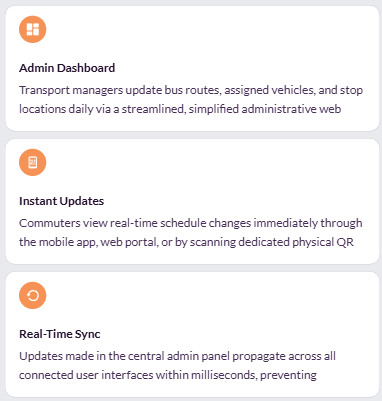 Admin Dashboard
Transport managers update bus routes, assigned vehicles, and stop
locations daily via a streamlined, simplified administrative web
Instant Updates
Commuters view real-time schedule changes immediately through
the mobile app, web portal, or by scanning dedicated physical QR
Real-Time Sync
Updates made in the central admin panel propagate across all
connected user interfaces within milliseconds, preventing